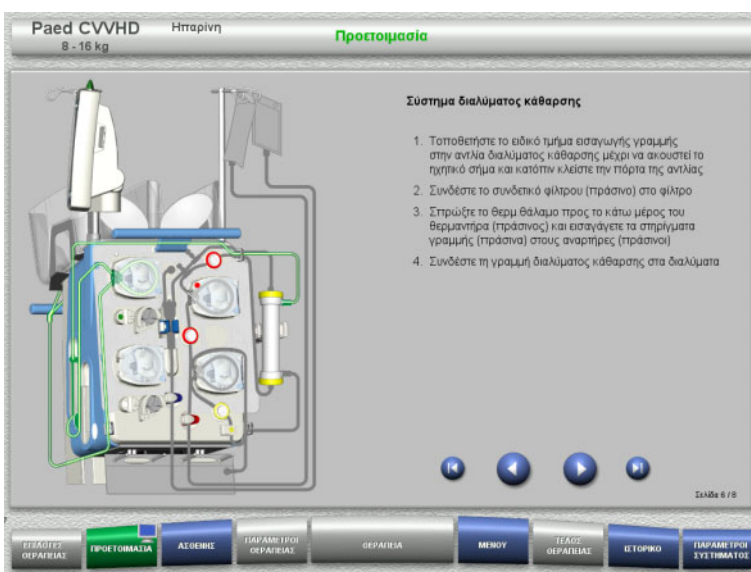 Paed CVVHD
Ηπαρίνη
8 - 16 kg
Προετοιμασία
Σύστημα διαλύματος κάθαρσης
1. Τοποθετήστε το ειδικό τμήμα εισαγωγής γραμμής
στην αντλία διαλύματος κάθαρσης μέχρι να ακουστεί το
ηχητικό σήμα και κατόπιν κλείστε την πόρτα της αντλίας
2. Συνδέστε το συνδετικό φίλτρου (πράσινο) στο φίλτρο
3. Σπρώξτε το θερμ.θάλαμο προς το κάτω μέρος του
θερμαντήρα (πράσινος) και εισαγάγετε τα στηρίγματα
γραμμής (πράσινα) στους αναρτήρες (πράσινοι)
4. Συνδέστε τη γραμμή διαλύματος κάθαρσης στα διαλύματα
Σελίδα 6 / 8
ΕΠΙΛΟΓΕΣ
ΘΕΡΑΠΕΙΑΣ
ΠΡΟΕΤΟΙΜΑΣΙΑ
ΑΣΘΕΝΗΣ
ΠΑΡΑΜΕΤΡΟΙ
ΘΕΡΑΠΕΙΑΣ
ΘΕΡΑΠΕΙΑ
ΜΕΝΟΥ
ΤΕΛΟΣ
ΘΕΡΑΠΕΙΑΣ
ΙΣΤΟΡΙΚΟ
ΠΑΡΑΜΕΤΡΟΙ
ΣΥΣΤΗΜΑΤΟΣ